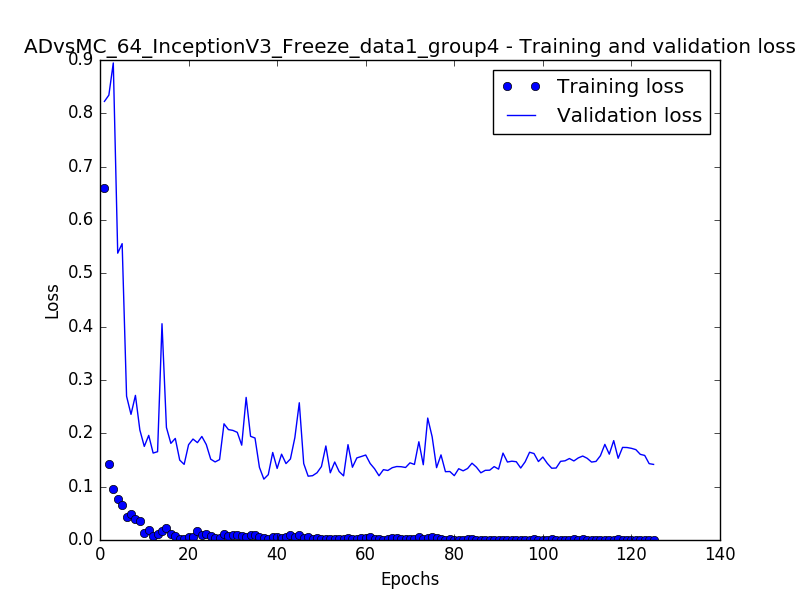 ADvsMC_64_InceptionV3_Freeze_data1_group4 - Training and validation loss
Training loss
Validation loss
0.9
0.8
0.7
0.6
0.5
0.4
0.3
0.2
0.1
0.0
Loss
0 20 40 60 80 100 120 140
Epochs